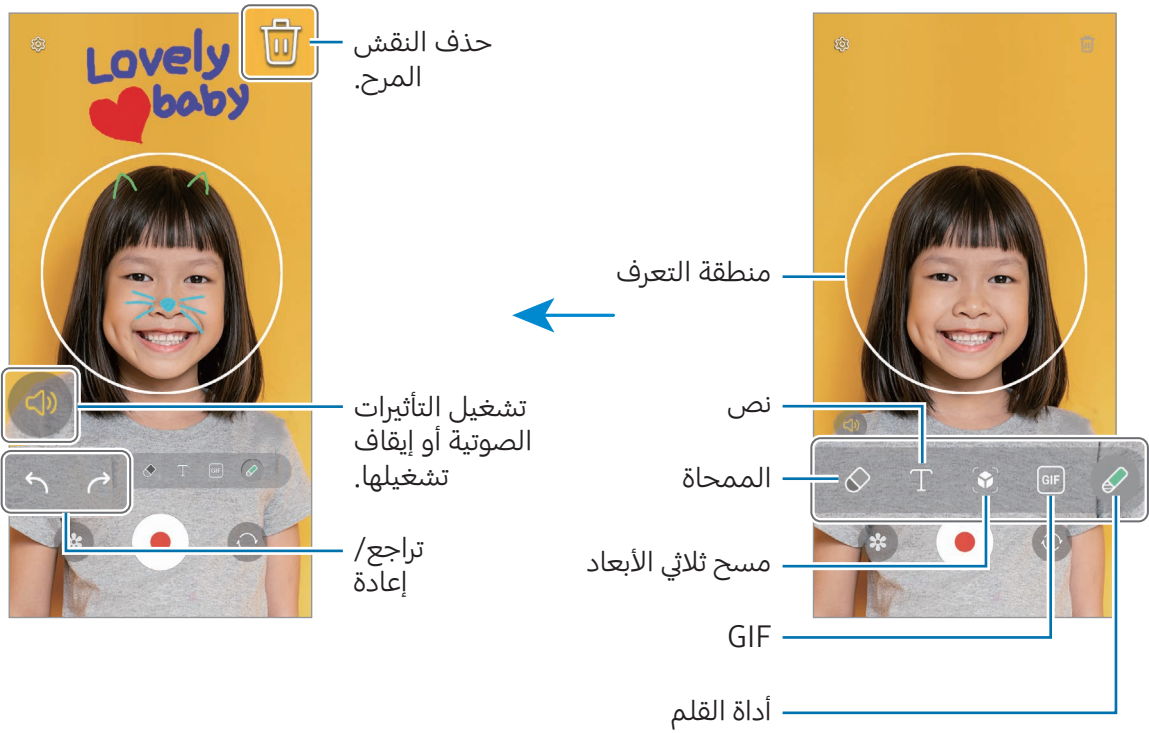 منطقة التعرف
نص
الممحاة
مسح ثلاثي الأبعاد
GIF
أداة القلم
GIF
Lovely
baby
حذف النقش
المرح.
تشغيل التأثيرات
الصوتية أو إيقاف
تشغيلها.
تراجع/
إعادة
GIF